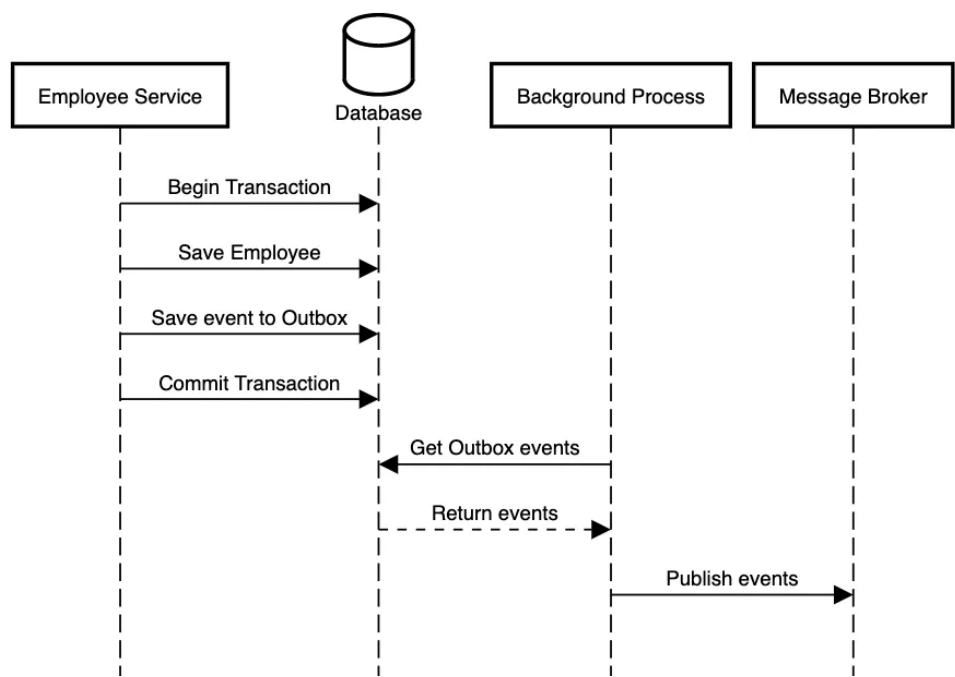 Employee Service
Database
Background Process
Message Broker
Begin Transaction
Save Employee
Save event to Outbox
Commit Transaction
Get Outbox events
Return events
Publish events